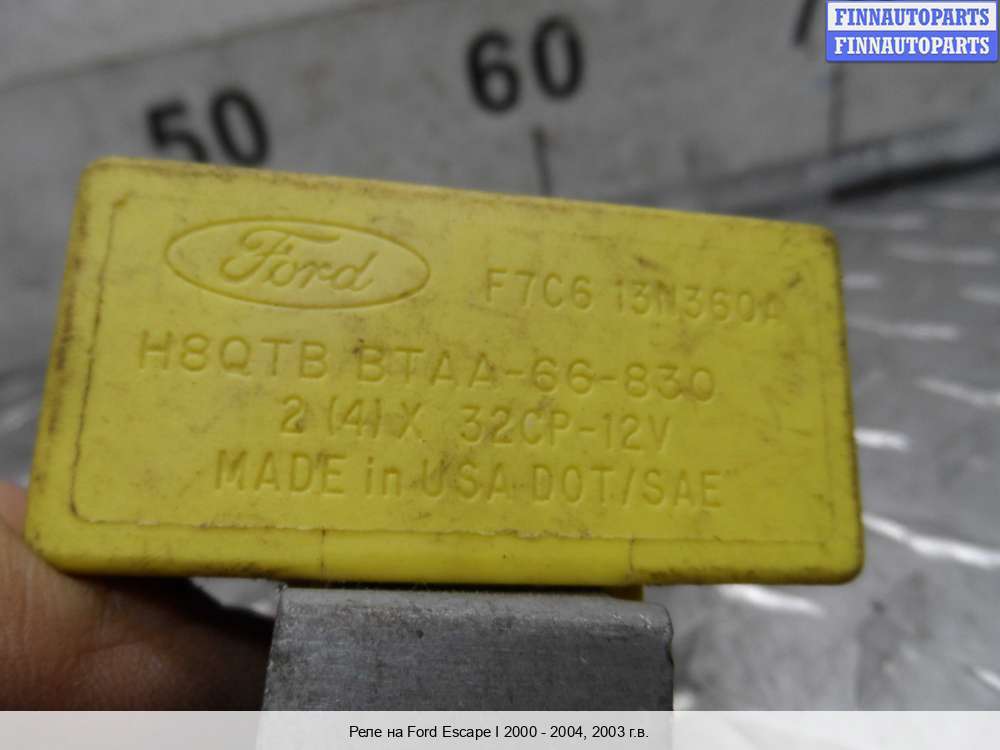 FINNAUTOPARTS
FINNAUTOPARTS
50
60
Ford
F7C6 13N360A
H8QTB BTAA-66-830
2 (4) X 32CP-12V
MADE in USA DOT/SAE
Реле на Ford Escape I 2000 - 2004, 2003 г.в.